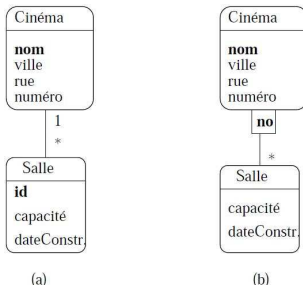 Cinéma
nom
ville
rue
numéro
1
*
Salle
id
capacité
dateConstr.
(a)
Cinéma
nom
ville
rue
numéro
no
*
Salle
capacité
dateConstr.
(b)